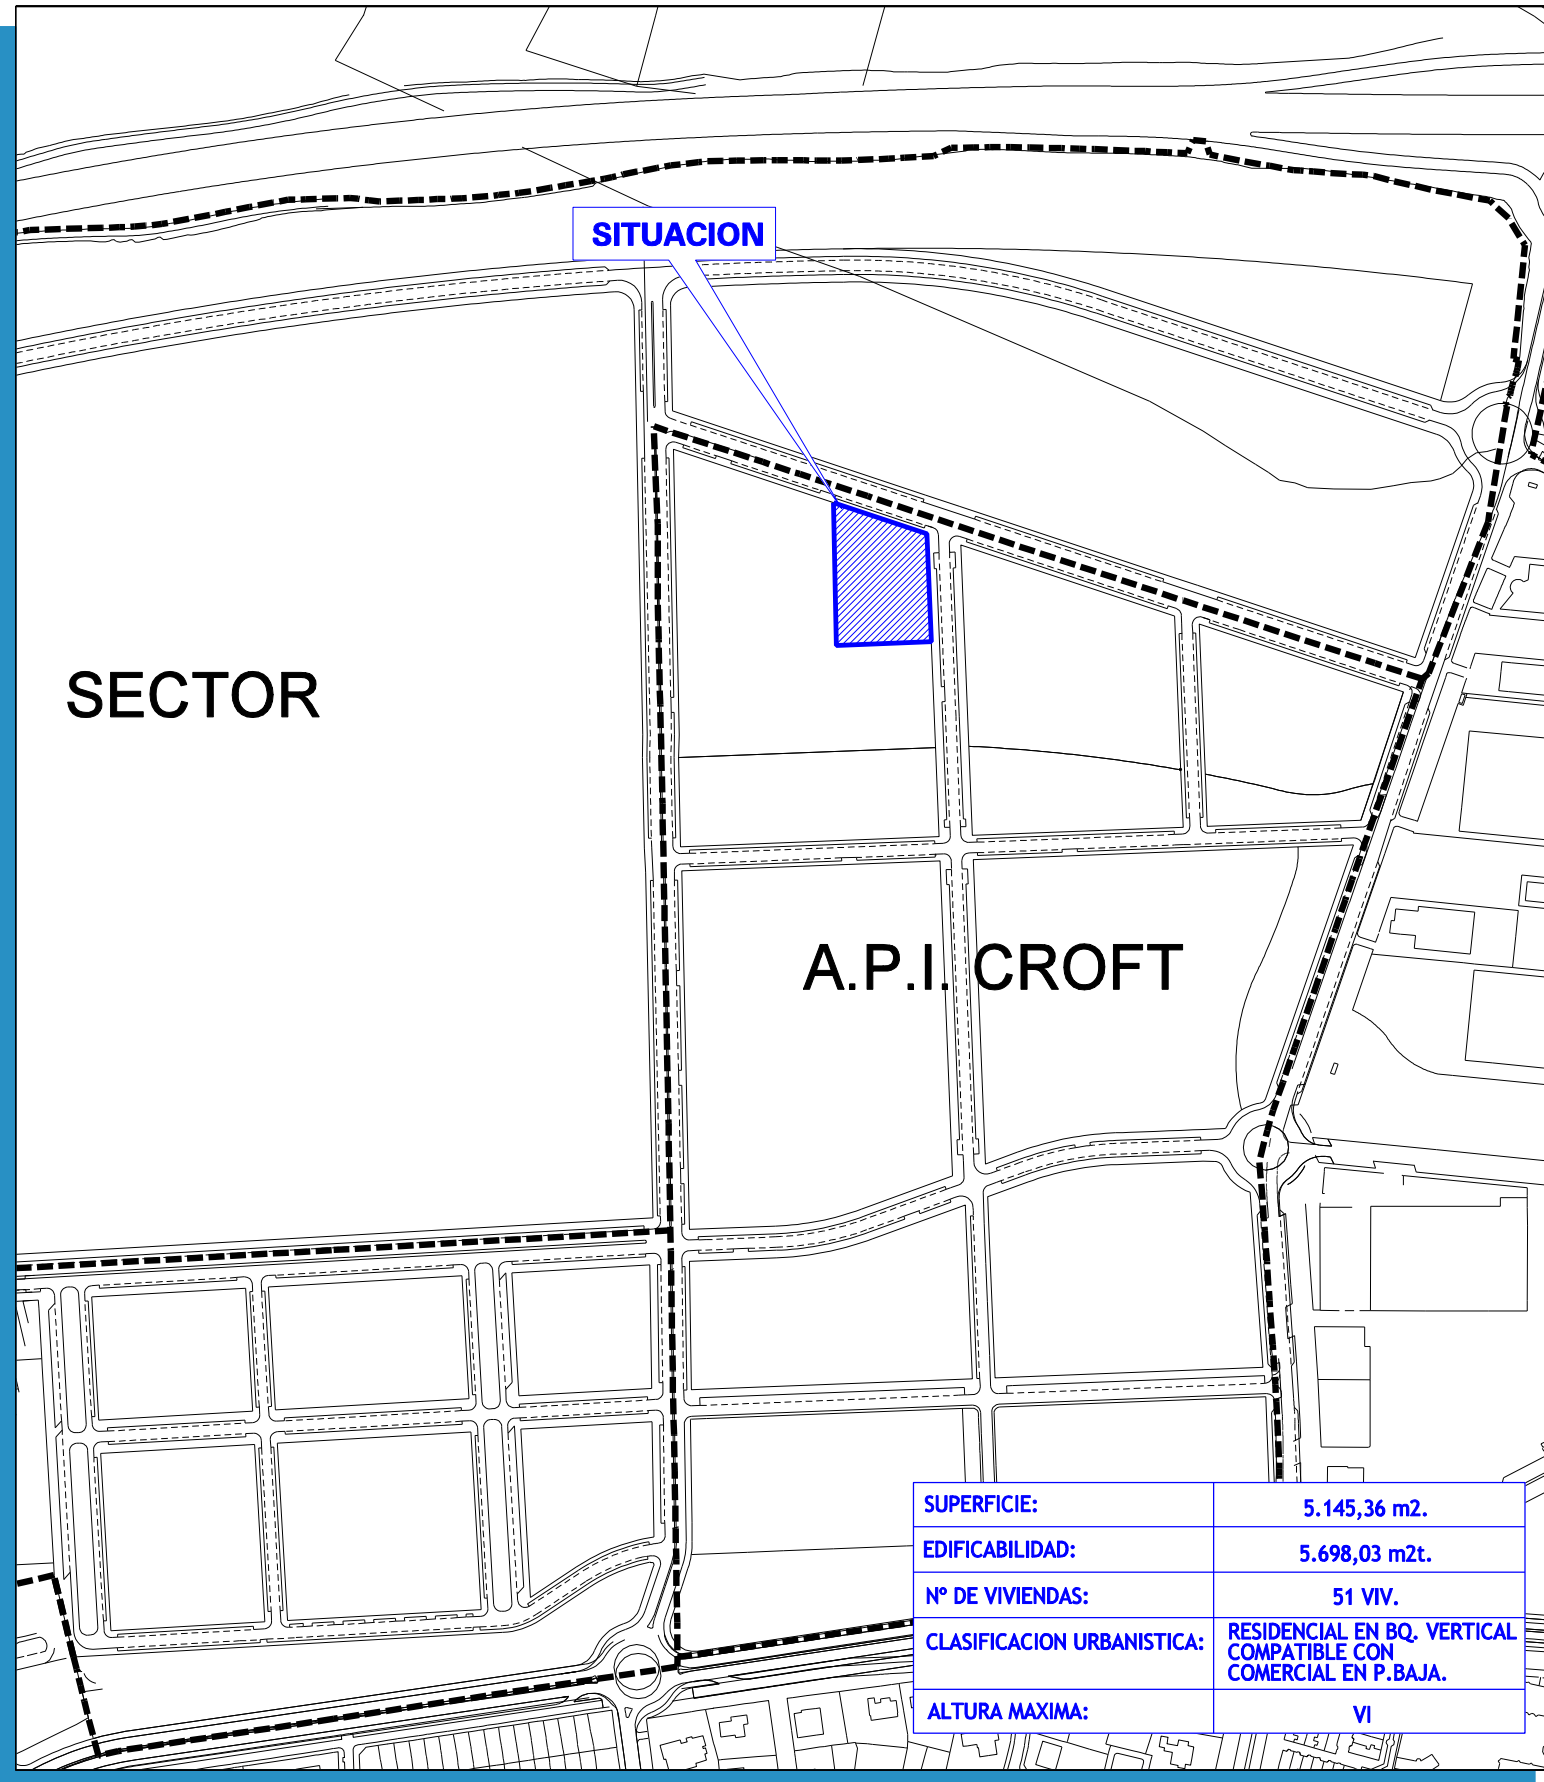 SITUACION
SECTOR
A.P.I. CROFT
SUPERFICIE: 5.145,36 m2.
EDIFICABILIDAD: 5.698,03 m2t.
Nº DE VIVIENDAS: 51 VIV.
CLASIFICACION URBANISTICA: RESIDENCIAL EN BQ. VERTICAL
COMPATIBLE CON
COMERCIAL EN P.BAJA.
ALTURA MAXIMA: VI